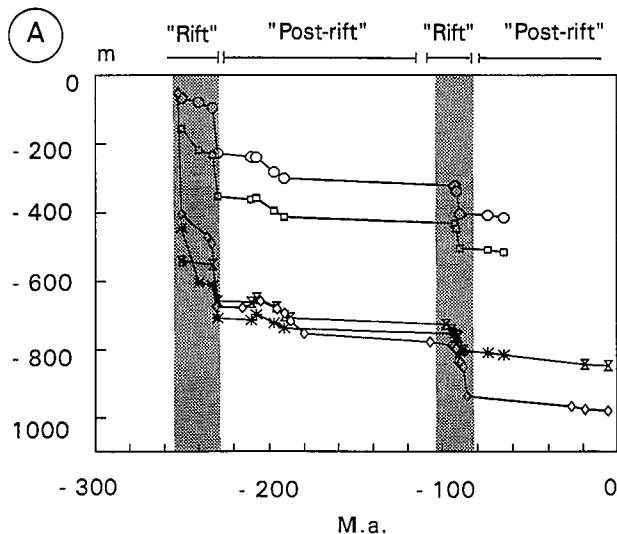 A
"Rift" "Post-rift" "Rift" "Post-rift"
m
0
- 200
- 400
- 600
- 800
1000
- 300 - 200 - 100 0
M.a.